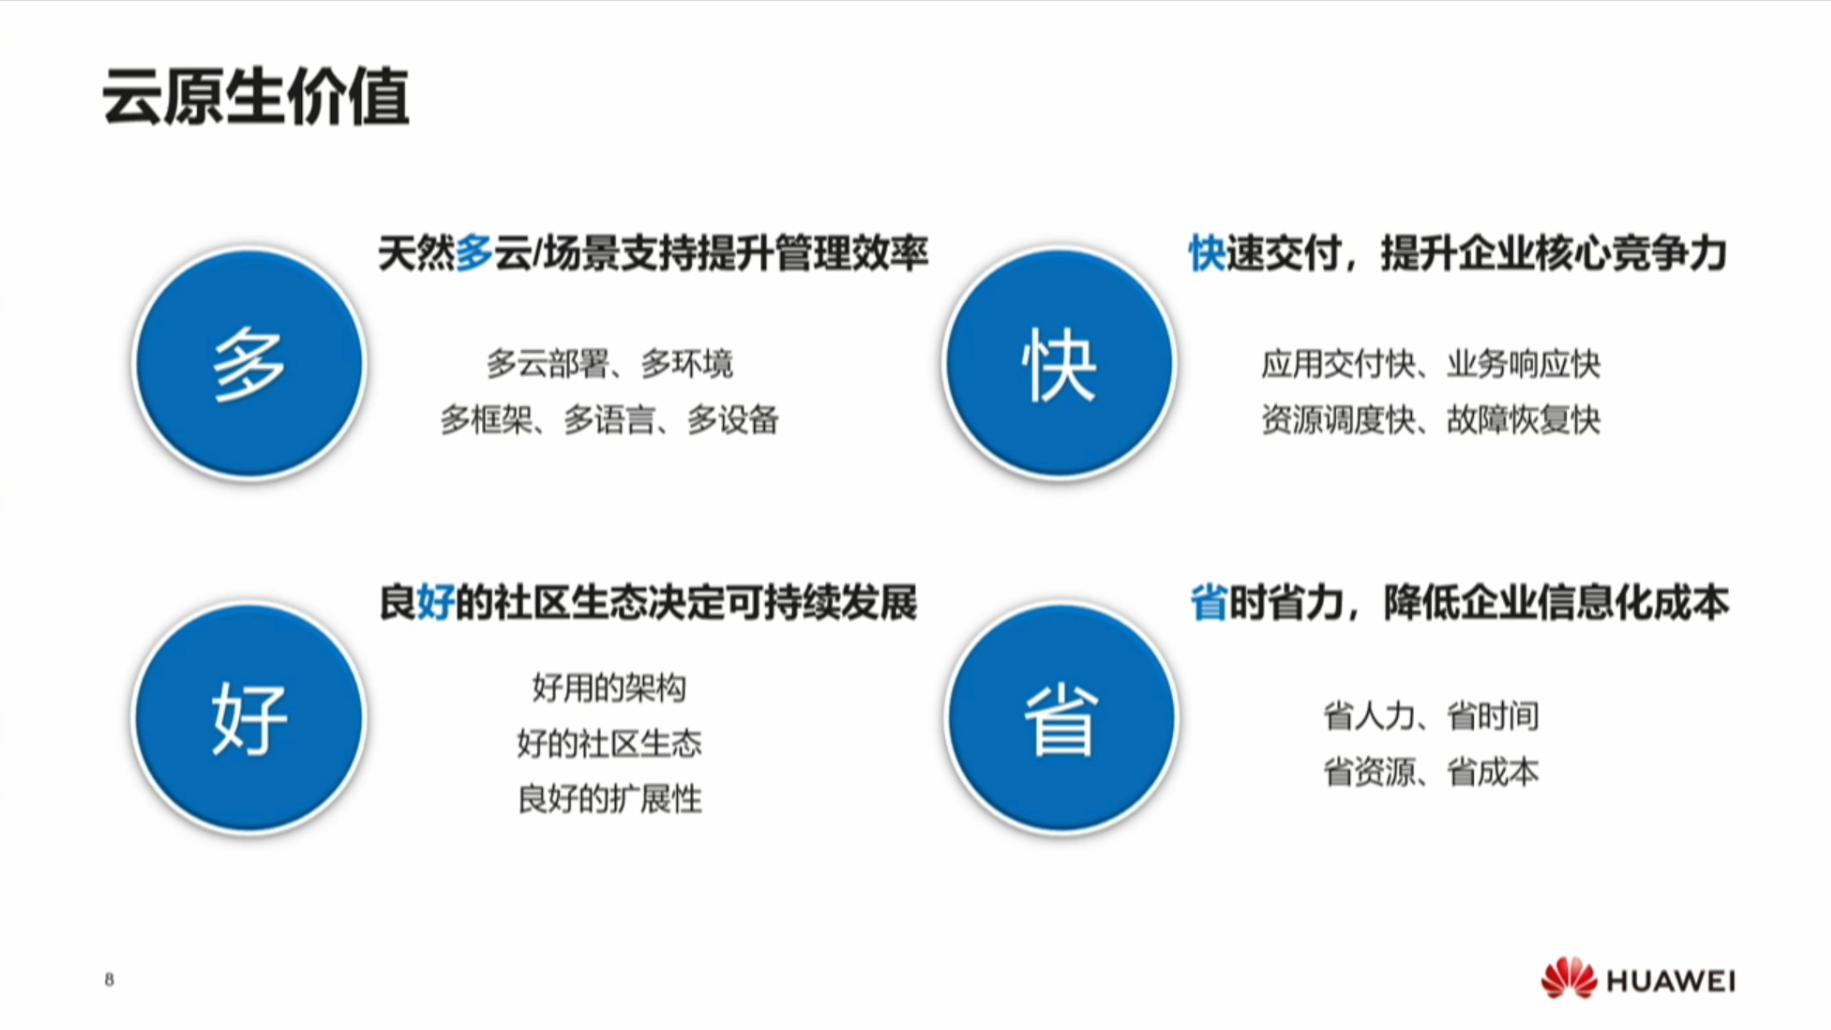 云原生价值
多
天然多云/场景支持提升管理效率
多云部署、多环境
多框架、多语言、多设备
快
快速交付，提升企业核心竞争力
应用交付快、业务响应快
资源调度快、故障恢复快
好
良好的社区生态决定可持续发展
好用的架构
好的社区生态
良好的扩展性
省
省时省力，降低企业信息化成本
省人力、省时间
省资源、省成本
8
HUAWEI